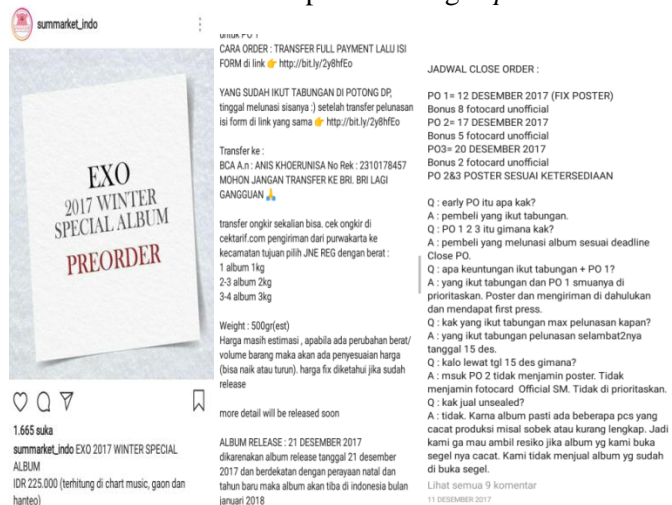 summarket_indo
EXO
2017 WINTER
SPECIAL ALBUM
PREORDER
1.665 suka
summarket_indo EXO 2017 WINTER SPECIAL
ALBUM
IDR 225.000 (terhitung di chart music, gaon dan
hanteo)
untuk PO 1
CARA ORDER : TRANSFER FULL PAYMENT LALU ISI
FORM di link 👉 http://bit.ly/2y8hfEo
YANG SUDAH IKUT TABUNGAN DI POTONG DP,
tinggal melunasi sisanya :) setelah transfer pelunasan
isi form di link yang sama 👉 http://bit.ly/2y8hfEo
Transfer ke :
BCA A.n : ANIS KHOERUNISA No Rek : 2310178457
MOHON JANGAN TRANSFER KE BRI. BRI LAGI
GANGGUAN 🙏
transfer ongkir sekalian bisa. cek ongkir di
cektarif.com pengiriman dari purwakarta ke
kecamatan tujuan pilih JNE REG dengan berat :
1 album 1kg
2-3 album 2kg
3-4 album 3kg
Weight : 500gr(est)
Harga masih estimasi , apabila ada perubahan berat/
volume barang maka akan ada penyesuaian harga
(bisa naik atau turun). harga fix diketahui jika sudah
release
more detail will be released soon
ALBUM RELEASE : 21 DESEMBER 2017
dikarenakan album release tanggal 21 desember
2017 dan berdekatan dengan perayaan natal dan
tahun baru maka album akan tiba di indonesia bulan
januari 2018
JADWAL CLOSE ORDER :
PO 1= 12 DESEMBER 2017 (FIX POSTER)
Bonus 8 fotocard unofficial
PO 2= 17 DESEMBER 2017
Bonus 5 fotocard unofficial
PO3= 20 DESEMBER 2017
Bonus 2 fotocard unofficial
PO 2&3 POSTER SESUAI KETERSEDIAAN
Q : early PO itu apa kak?
A : pembeli yang ikut tabungan.
Q : PO 1 2 3 itu gimana kak?
A : pembeli yang melunasi album sesuai deadline
Close PO.
Q : apa keuntungan ikut tabungan + PO 1?
A : yang ikut tabungan dan PO 1 smuanya di
prioritaskan. Poster dan mengiriman di dahulukan
dan mendapat first press.
Q : kak yang ikut tabungan max pelunasan kapan?
A : yang ikut tabungan pelunasan selambat2nya
tanggal 15 des.
Q : kalo lewat tgl 15 des gimana?
A : msuk PO 2 tidak menjamin poster. Tidak
menjamin fotocard Official SM. Tidak di prioritaskan.
Q : kak jual unsealed?
A : tidak. Karna album pasti ada beberapa pcs yang
cacat produksi misal sobek atau kurang lengkap. Jadi
kami ga mau ambil resiko jika album yg kami buka
segel nya cacat. Kami tidak menjual album yg sudah
di buka segel.
Lihat semua 9 komentar
11 DESEMBER 2017